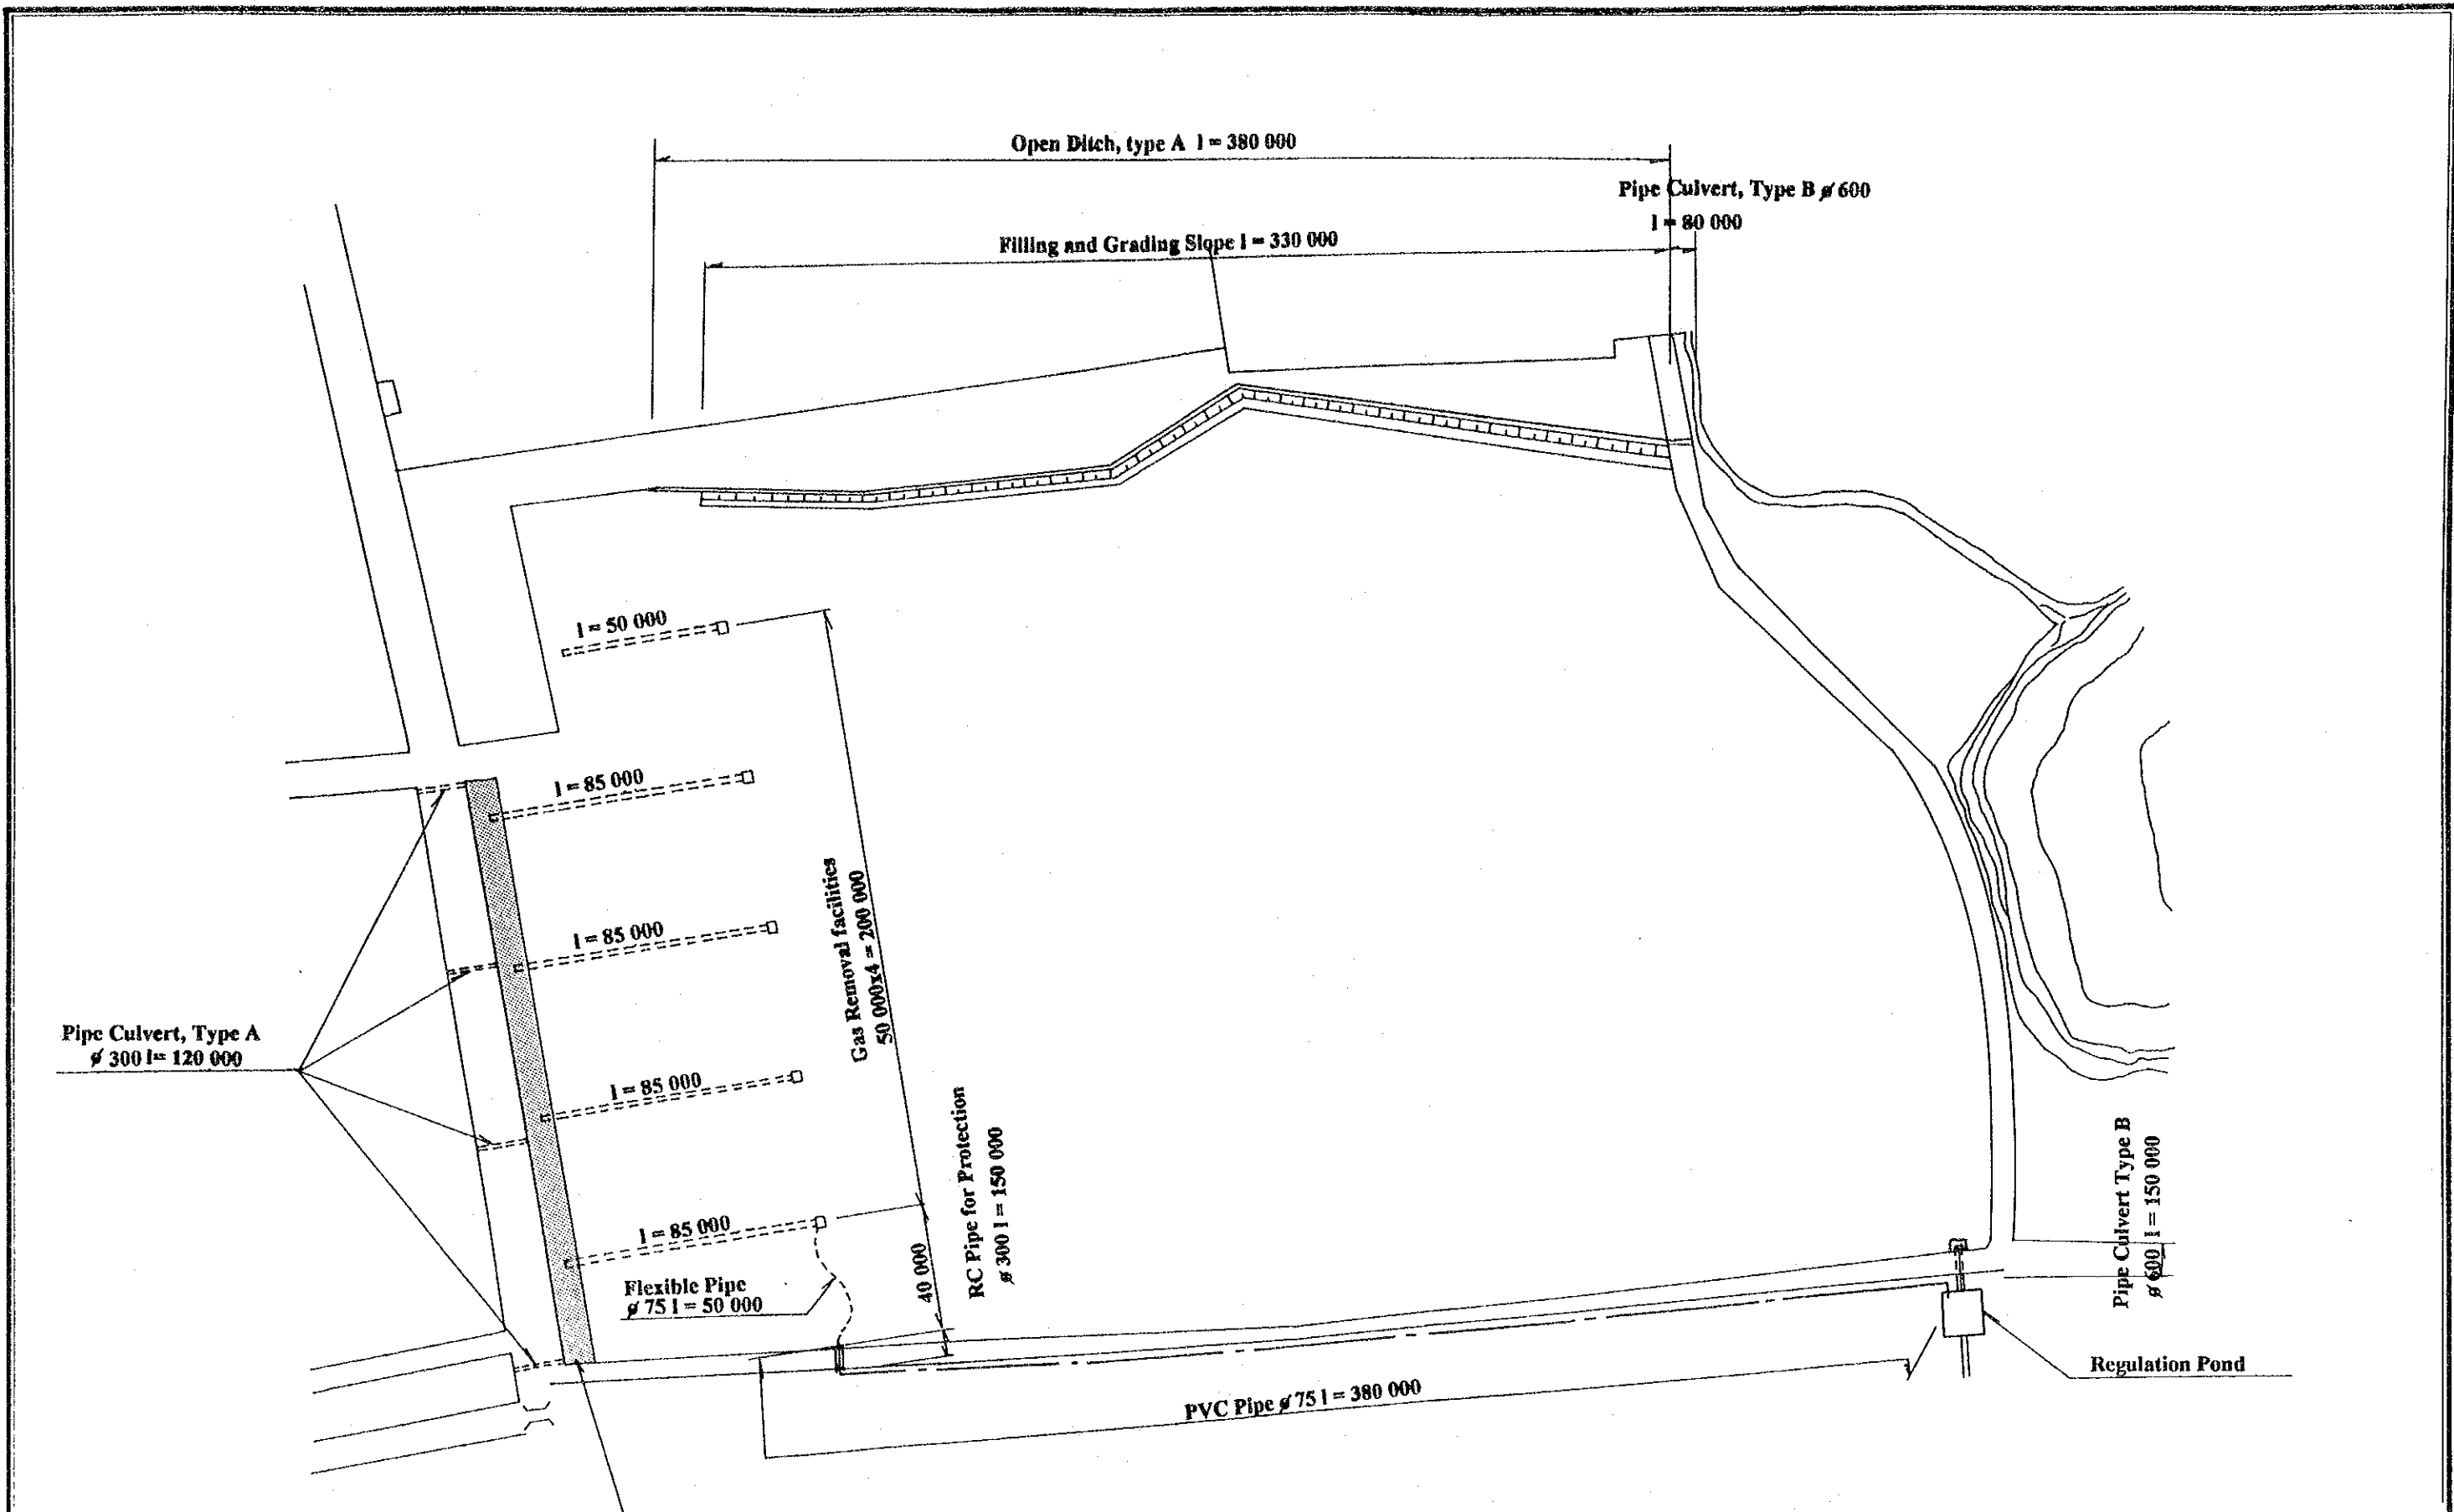 Open Ditch, type A l = 380 000
Pipe Culvert, Type B ø 600
l = 80 000
Filling and Grading Slope l = 330 000
l = 50 000
l = 85 000
l = 85 000
Gas Removal facilities
50 000x4 = 200 000
Pipe Culvert, Type A
ø 300 l= 120 000
l = 85 000
RC Pipe for Protection
ø 300 l = 150 000
Pipe Culvert Type B
ø 600 l = 150 000
l = 85 000
40 000
Flexible Pipe
ø 75 l = 50 000
Regulation Pond
PVC Pipe ø 75 l = 380 000